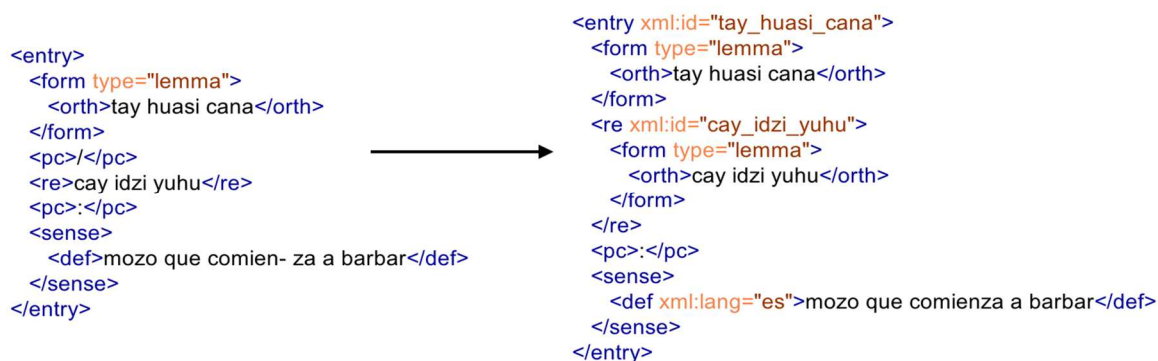 <entry>
<form type="lemma">
<orth>tay huasi cana</orth>
</form>
<pc>/</pc>
<re>cay idzi yuhu</re>
<pc>:</pc>
<sense>
<def>mozo que comien- za a barbar</def>
</sense>
</entry>
<entry xml:id="tay_huasi_cana">
<form type="lemma">
<orth>tay huasi cana</orth>
</form>
<re xml:id="cay_idzi_yuhu">
<form type="lemma">
<orth>cay idzi yuhu</orth>
</form>
</re>
<pc>:</pc>
<sense>
<def xml:lang="es">mozo que comienza a barbar</def>
</sense>
</entry>